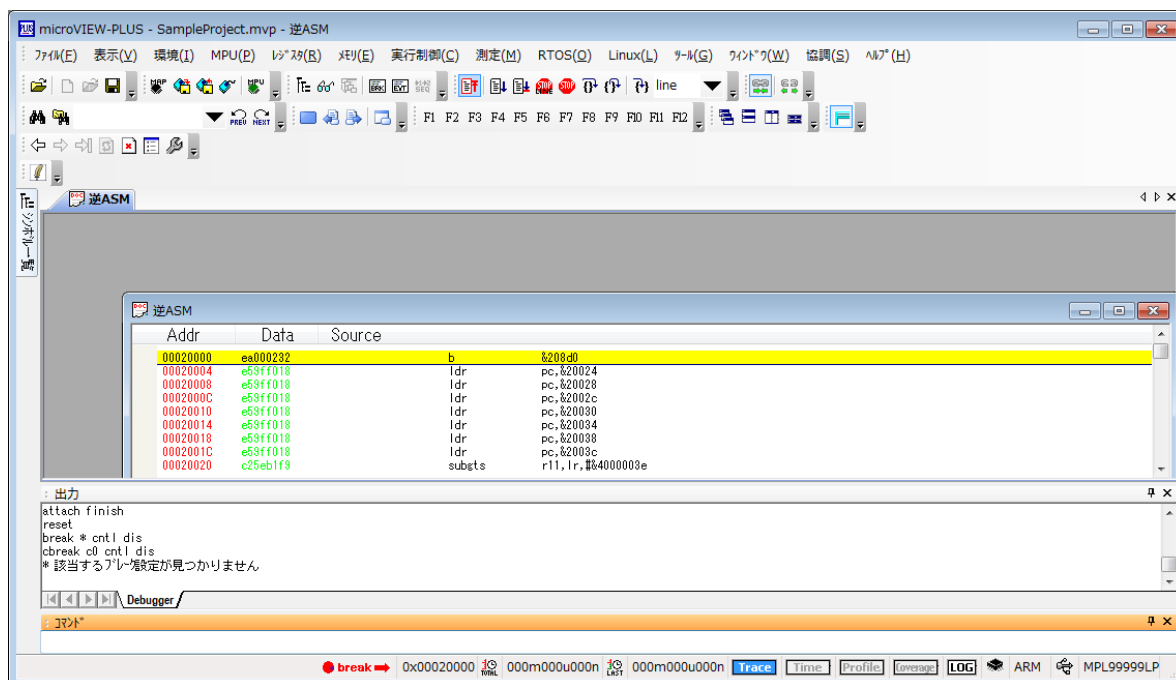 microVIEW-PLUS - SampleProject.mvp - 逆ASM
ﾌｧｲﾙ(F) 表示(V) 環境(I) MPU(P) ﾚｼﾞｽﾀ(R) ﾒﾓﾘ(E) 実行制御(C) 測定(M) RTOS(O) Linux(L) ﾂｰﾙ(G) ｳｨﾝﾄﾞｳ(W) 協調(S) ﾍﾙﾌﾟ(H)
line
PREV NEXT F1 F2 F3 F4 F5 F6 F7 F8 F9 F10 F11 F12
逆ASM
シンボル一覧
逆ASM
Addr Data Source
00020000 ea000232 b &208d0
00020004 e59ff018 ldr pc,&20024
00020008 e59ff018 ldr pc,&20028
0002000C e59ff018 ldr pc,&2002c
00020010 e59ff018 ldr pc,&20030
00020014 e59ff018 ldr pc,&20034
00020018 e59ff018 ldr pc,&20038
0002001C e59ff018 ldr pc,&2003c
00020020 c25eb1f9 subgts r11,lr,#&4000003e
出力
attach finish
reset
break * cntl dis
cbreak c0 cntl dis
* 該当するﾌﾞﾚｰｸ設定が見つかりません
Debugger
ｺﾏﾝﾄﾞ
break 0x00020000 TOTAL 000m000u000n LAST 000m000u000n Trace Time Profile Coverage LOG ARM MPL99999LP